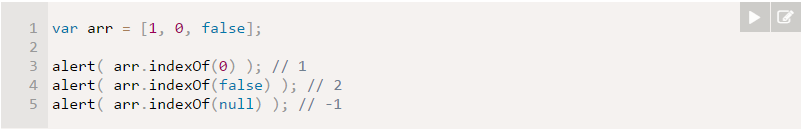 1 var arr = [1, 0, false];
2
3 alert( arr.indexOf(0) ); // 1
4 alert( arr.indexOf(false) ); // 2
5 alert( arr.indexOf(null) ); // -1